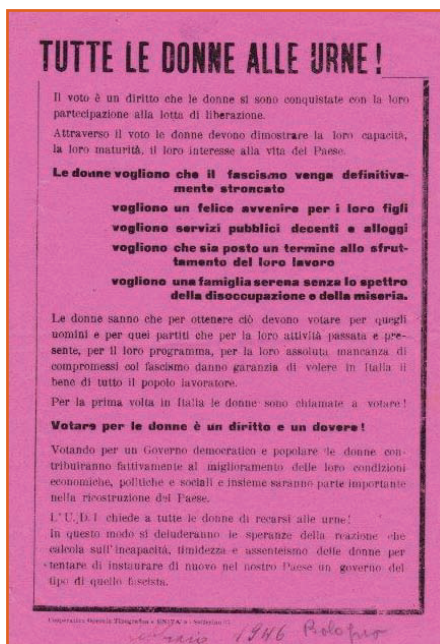 TUTTE LE DONNE ALLE URNE!
Il voto è un diritto che le donne si sono conquistate con la loro
partecipazione alla lotta di liberazione.
Attraverso il voto le donne devono dimostrare la loro capacità,
la loro maturità, il loro interesse alla vita del Paese.
Le donne vogliono che il fascismo venga definitiva-
mente stroncato
vogliono un felice avvenire per i loro figli
vogliono servizi pubblici decenti e alloggi
vogliono che sia posto un termine allo sfrut-
tamento del loro lavoro
vogliono una famiglia serena senza lo spettro
della disoccupazione e della miseria.
Le donne sanno che per ottenere ciò devono votare per quegli
uomini e per quei partiti che per la loro attività passata e pre-
sente, per il loro programma, per la loro assoluta mancanza di
compromessi col fascismo danno garanzia di volere in Italia il
bene di tutto il popolo lavoratore.
Per la prima volta in Italia le donne sono chiamate a votare!
Votare per le donne è un diritto e un dovere!
Votando per un Governo democratico e popolare le donne con-
tribuiranno fattivamente al miglioramento delle loro condizioni
economiche, politiche e sociali e insieme saranno parte importante
nella ricostruzione del Paese.
L'U.D.I chiede a tutte le donne di recarsi alle urne!
In questo modo si deluderanno le speranze della reazione che
calcola sull'incapacità, timidezza e assenteismo delle donne per
tentare di instaurare di nuovo nel nostro Paese un governo del
tipo di quello fascista.
Cooperativa
1946 Bologna